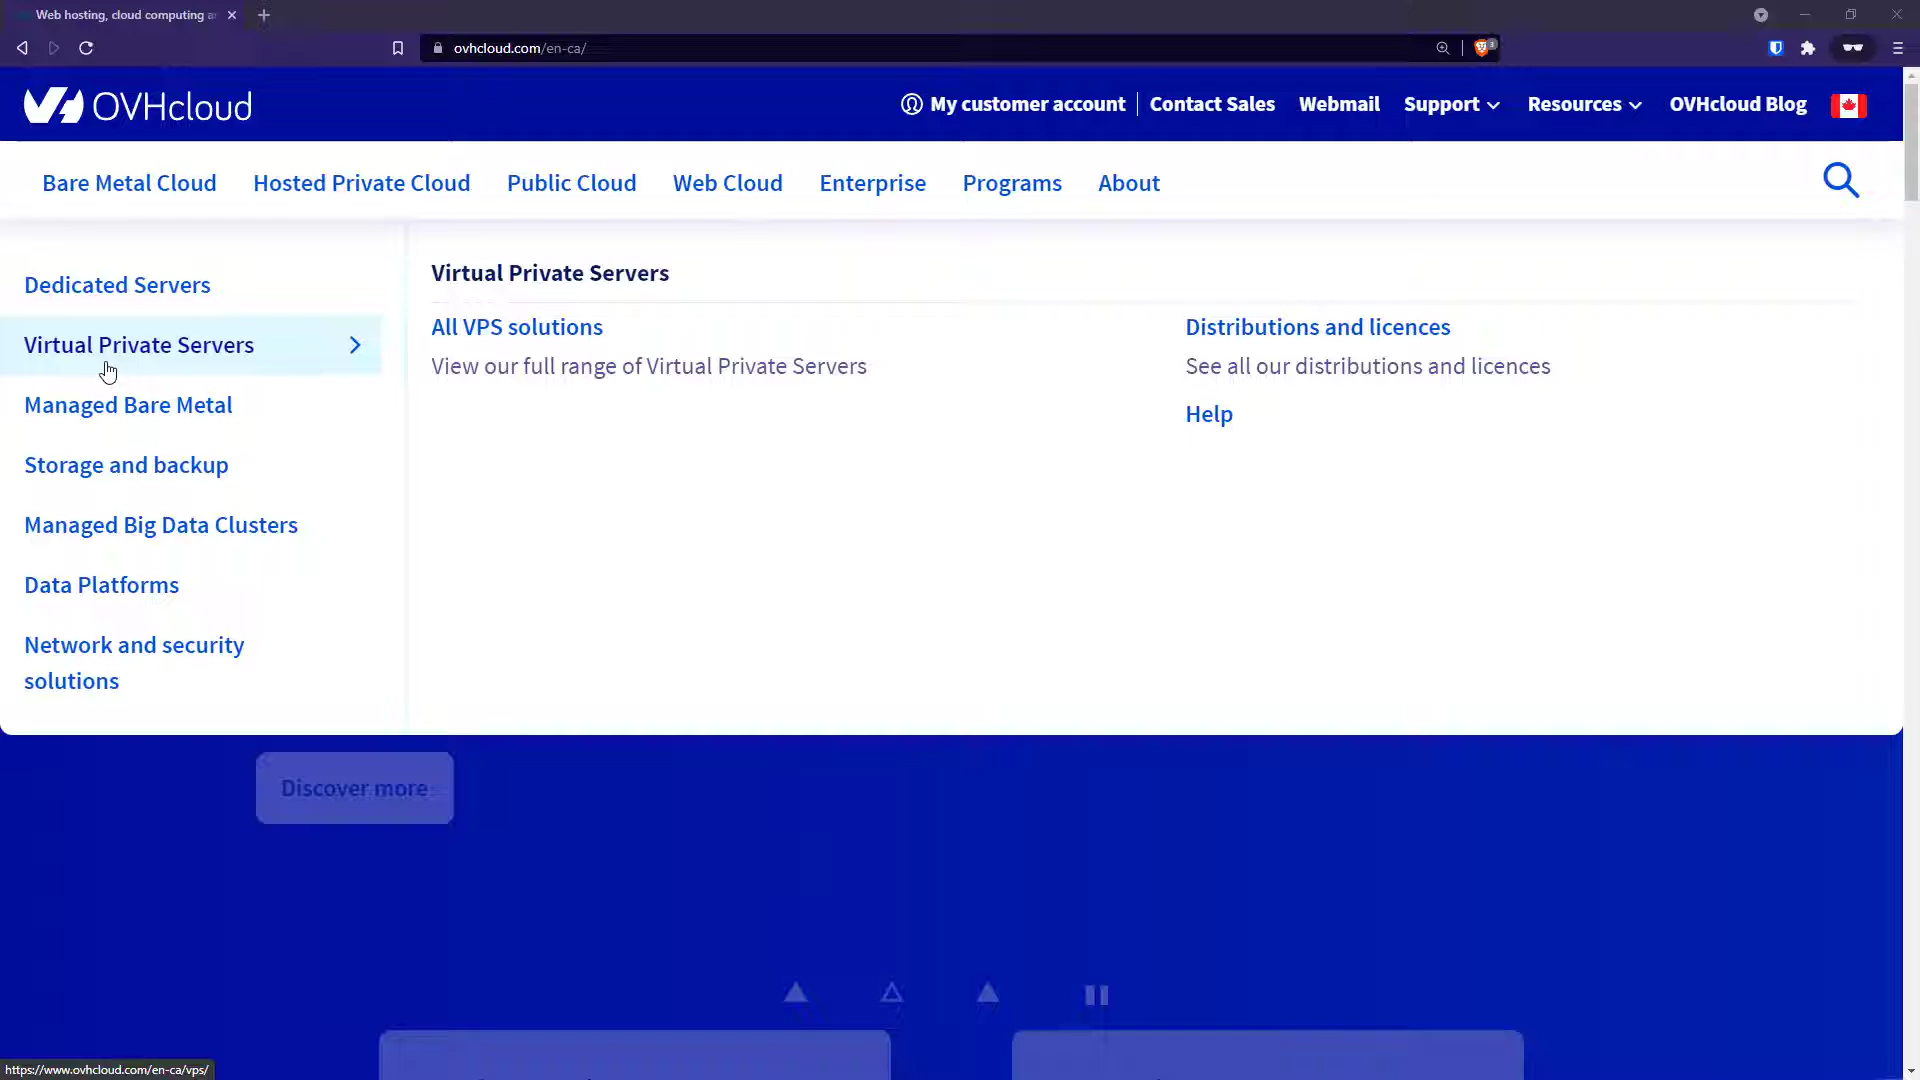 Web hosting, cloud computing a
ovhcloud.com/en-ca/
3
OVHcloud
My customer account
Contact Sales
Webmail
Support
Resources
OVHcloud Blog
Bare Metal Cloud
Hosted Private Cloud
Public Cloud
Web Cloud
Enterprise
Programs
About
Dedicated Servers
Virtual Private Servers
Managed Bare Metal
Storage and backup
Managed Big Data Clusters
Data Platforms
Network and security
solutions
Virtual Private Servers
All VPS solutions
View our full range of Virtual Private Servers
Distributions and licences
See all our distributions and licences
Help
Discover more
https://www.ovhcloud.com/en-ca/vps/